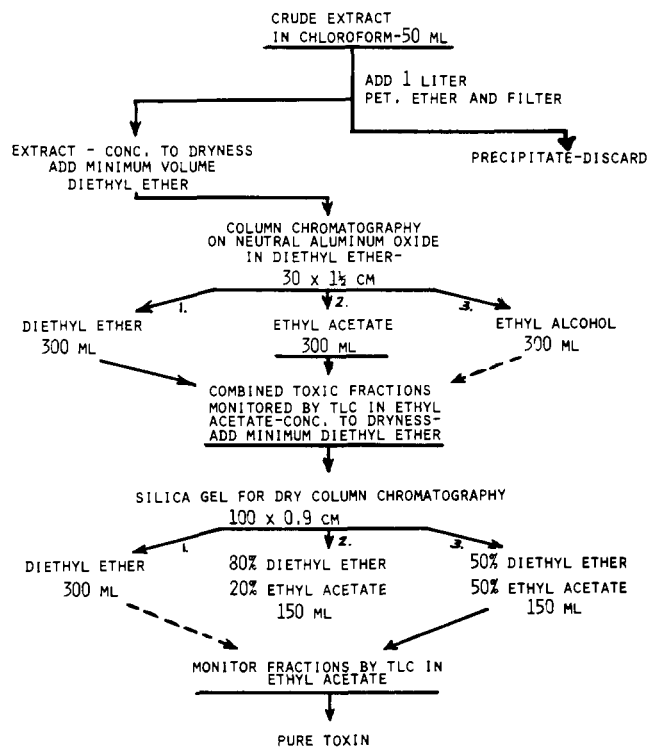 CRUDE EXTRACT
IN CHLOROFORM-50 ML
ADD 1 LITER
PET. ETHER AND FILTER
EXTRACT - CONC. TO DRYNESS
ADD MINIMUM VOLUME
DIETHYL ETHER
PRECIPITATE-DISCARD
COLUMN CHROMATOGRAPHY
ON NEUTRAL ALUMINUM OXIDE
IN DIETHYL ETHER-
30 x 1½ CM
1.
2.
3.
DIETHYL ETHER
300 ML
ETHYL ACETATE
300 ML
ETHYL ALCOHOL
300 ML
COMBINED TOXIC FRACTIONS
MONITORED BY TLC IN ETHYL
ACETATE-CONC. TO DRYNESS-
ADD MINIMUM DIETHYL ETHER
SILICA GEL FOR DRY COLUMN CHROMATOGRAPHY
100 x 0.9 CM
1.
2.
3.
DIETHYL ETHER
300 ML
80% DIETHYL ETHER
20% ETHYL ACETATE
150 ML
50% DIETHYL ETHER
50% ETHYL ACETATE
150 ML
MONITOR FRACTIONS BY TLC IN
ETHYL ACETATE
PURE TOXIN